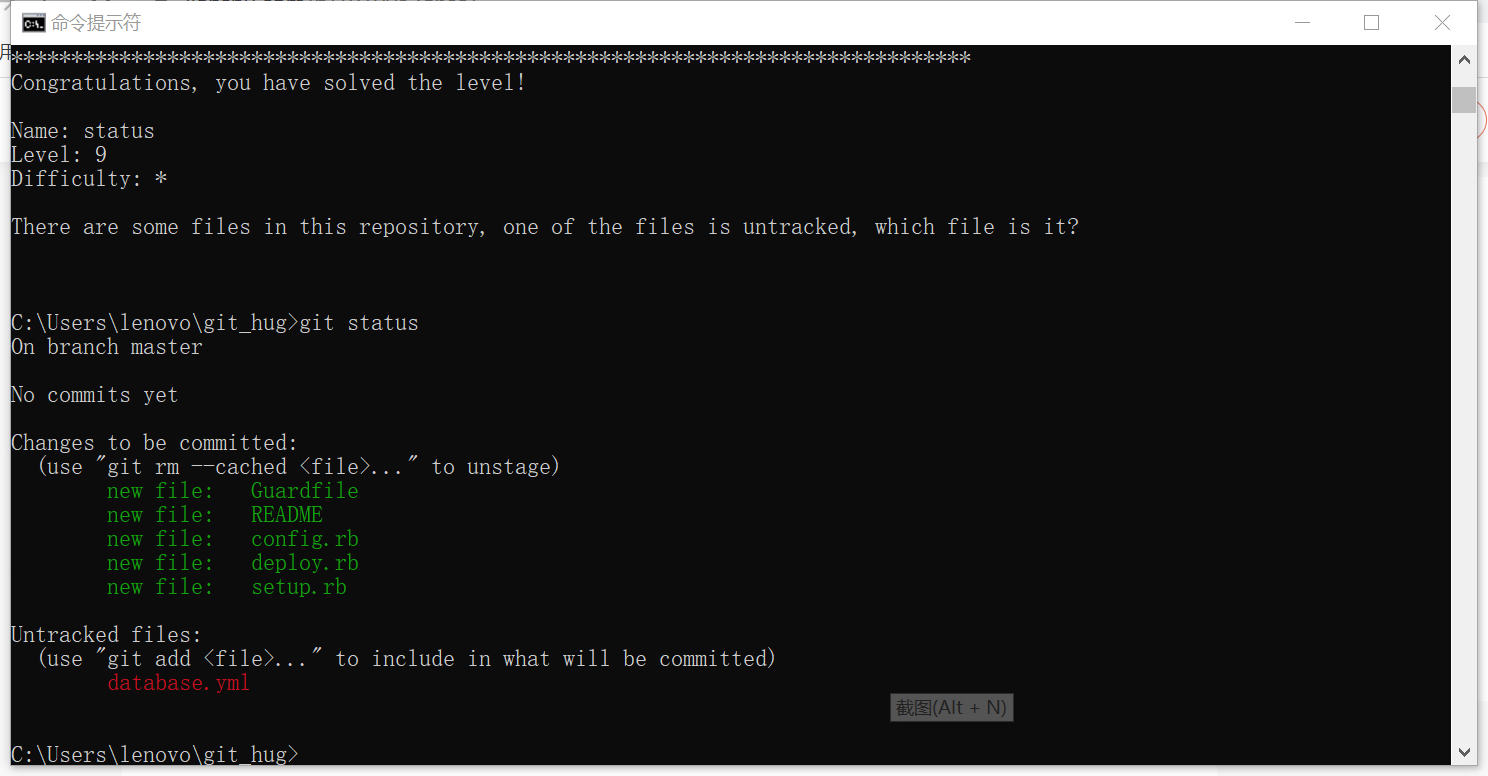 命令提示符
********************************************************************************
Congratulations, you have solved the level!
Name: status
Level: 9
Difficulty: *
There are some files in this repository, one of the files is untracked, which file is it?
C:\Users\lenovo\git_hug>git status
On branch master
No commits yet
Changes to be committed:
  (use "git rm --cached <file>..." to unstage)
        new file:   Guardfile
        new file:   README
        new file:   config.rb
        new file:   deploy.rb
        new file:   setup.rb
Untracked files:
  (use "git add <file>..." to include in what will be committed)
        database.yml
截图(Alt + N)
C:\Users\lenovo\git_hug>